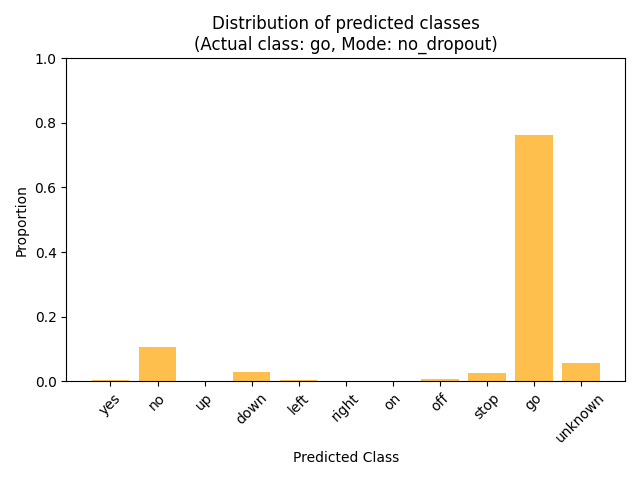 Distribution of predicted classes
(Actual class: go, Mode: no_dropout)
1.0
0.8
0.6
0.4
0.2
0.0
Proportion
yes
no
up
down
left
right
on
off
stop
go
unknown
Predicted Class